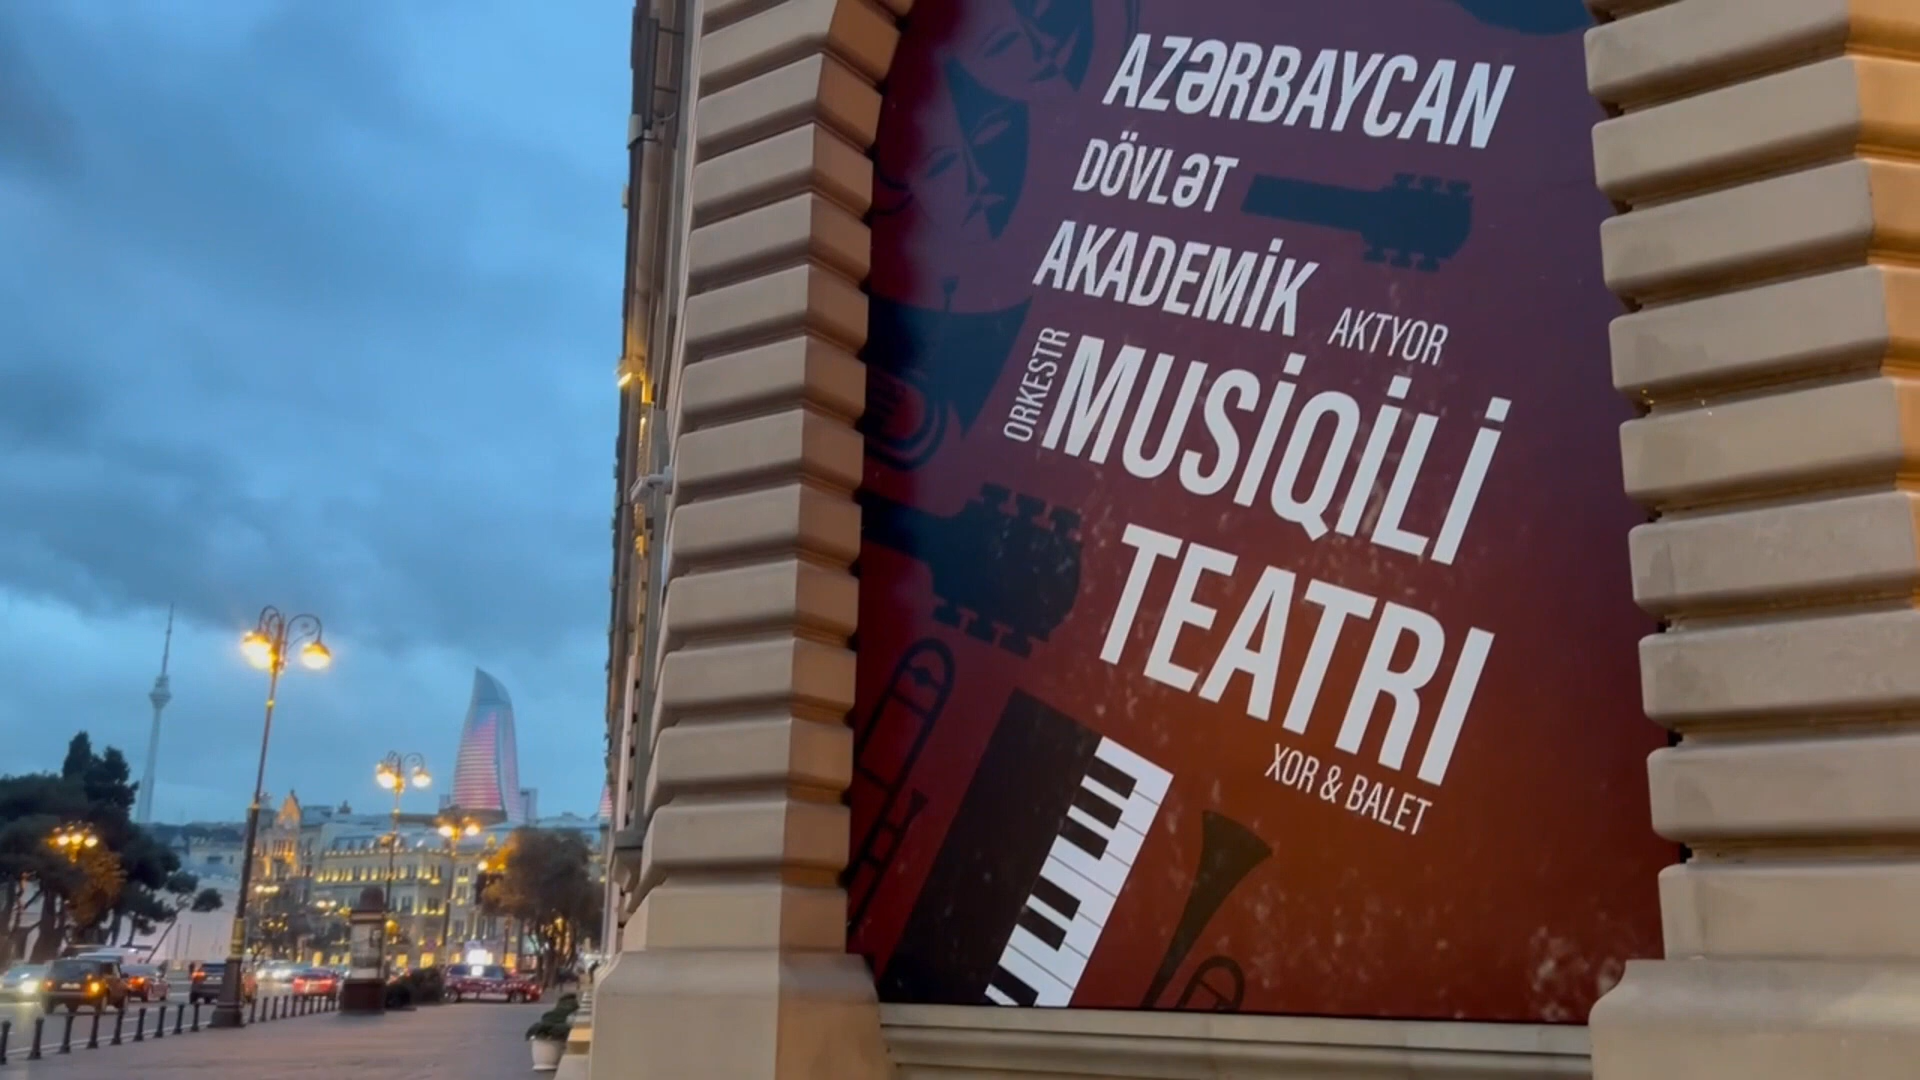 AZƏRBAYCAN
DÖVLƏT
AKADEMİK
AKTYOR
ORKESTR
MUSİQİLİ
TEATRI
XOR & BALET